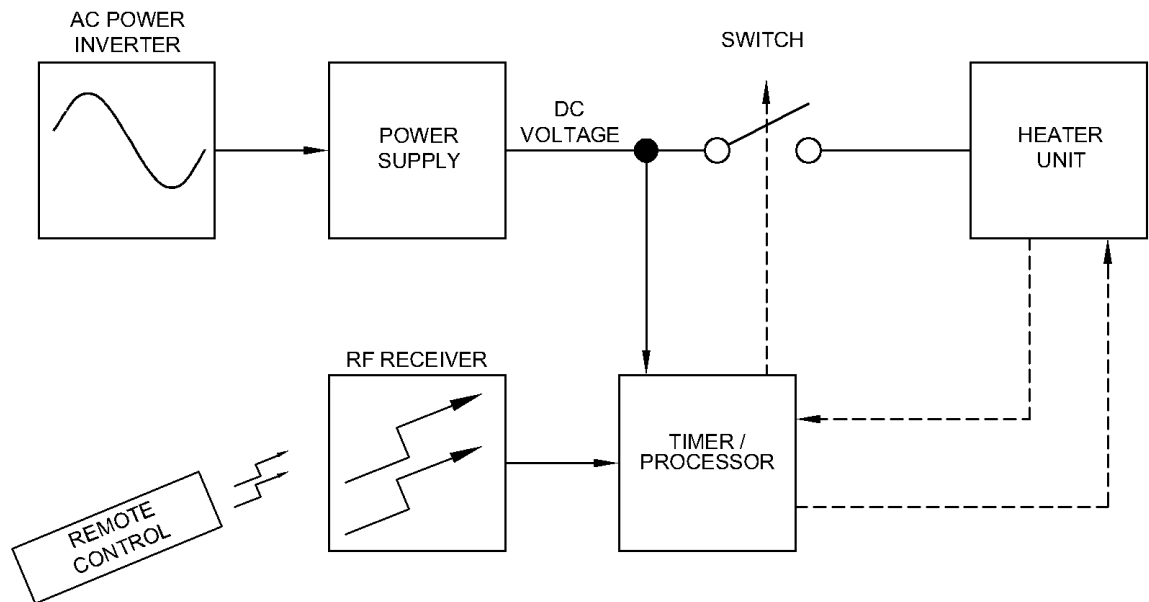 AC POWER
INVERTER
SWITCH
DC
VOLTAGE
POWER
SUPPLY
HEATER
UNIT
RF RECEIVER
TIMER /
PROCESSOR
REMOTE
CONTROL